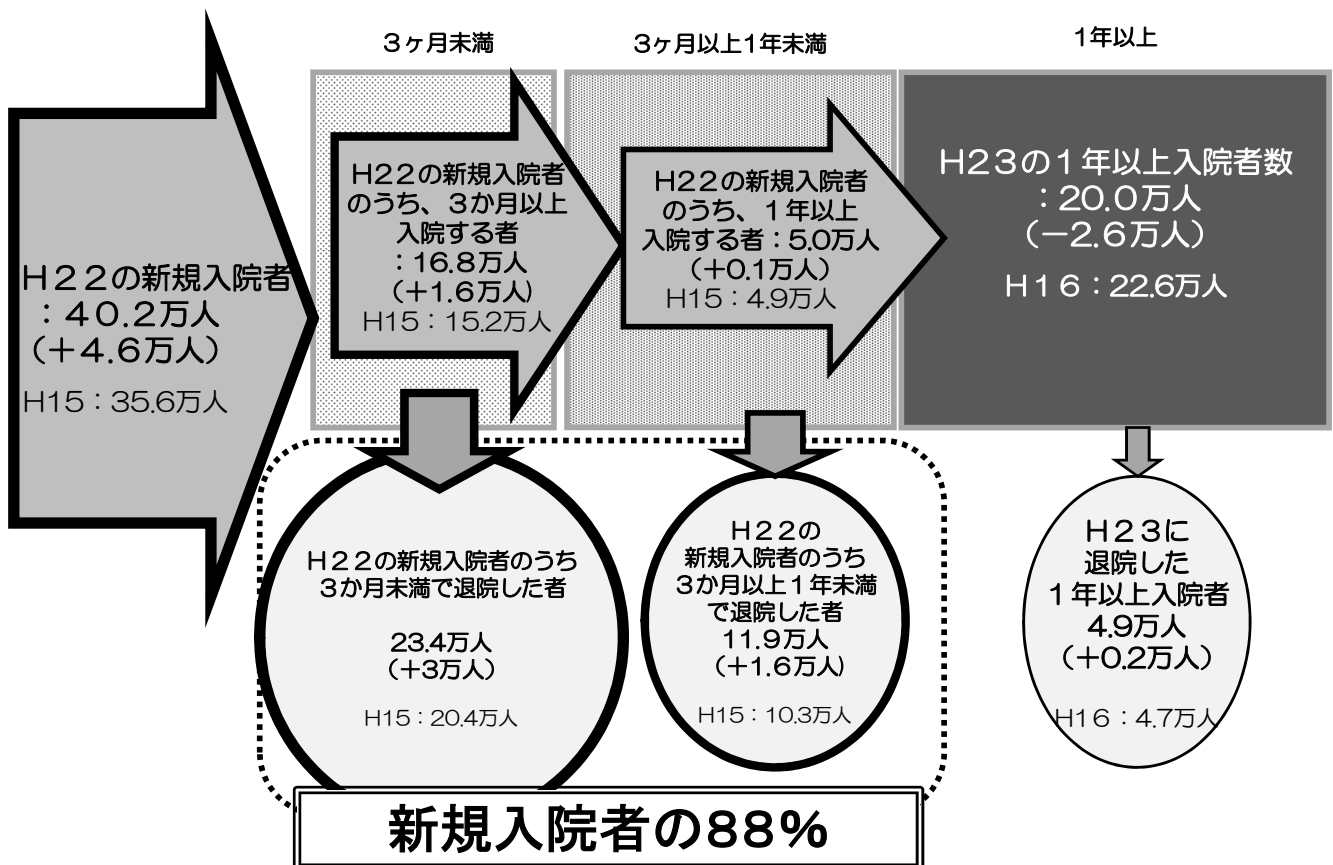 3ヶ月未満
3ヶ月以上1年未満
1年以上
H22の新規入院者
：40.2万人
（＋4.6万人）
H15：35.6万人
H22の新規入院者
のうち、3か月以上
入院する者
：16.8万人
（＋1.6万人）
H15：15.2万人
H22の新規入院者
のうち、1年以上
入院する者：5.0万人
（＋0.1万人）
H15：4.9万人
H23の1年以上入院者数
：20.0万人
（－2.6万人）
H16：22.6万人
H22の新規入院者のうち
3か月未満で退院した者
23.4万人
（＋3万人）
H15：20.4万人
H22の
新規入院者のうち
3か月以上1年未満
で退院した者
11.9万人
（＋1.6万人）
H15：10.3万人
H23に
退院した
1年以上入院者
4.9万人
（＋0.2万人）
H16：4.7万人
新規入院者の88%